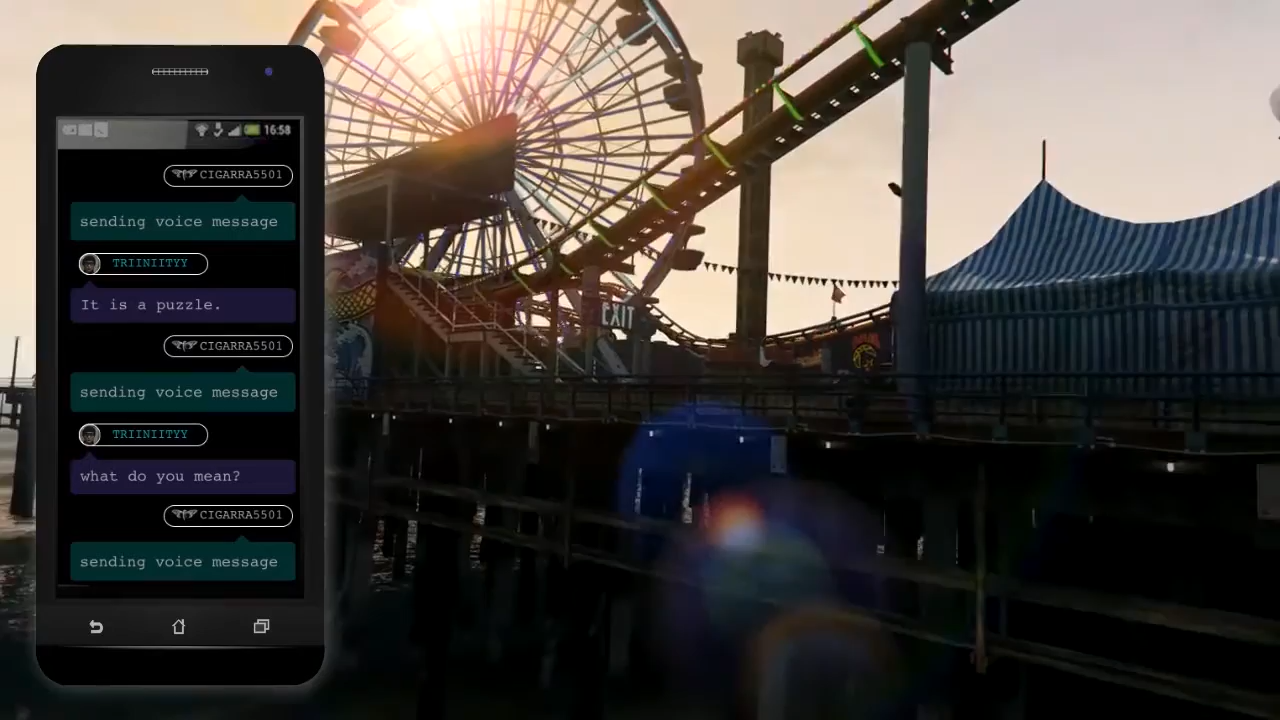 16:58
CIGARRA5501
sending voice message
TRIINIITYY
It is a puzzle.
CIGARRA5501
sending voice message
TRIINIITYY
what do you mean?
CIGARRA5501
sending voice message
EXIT